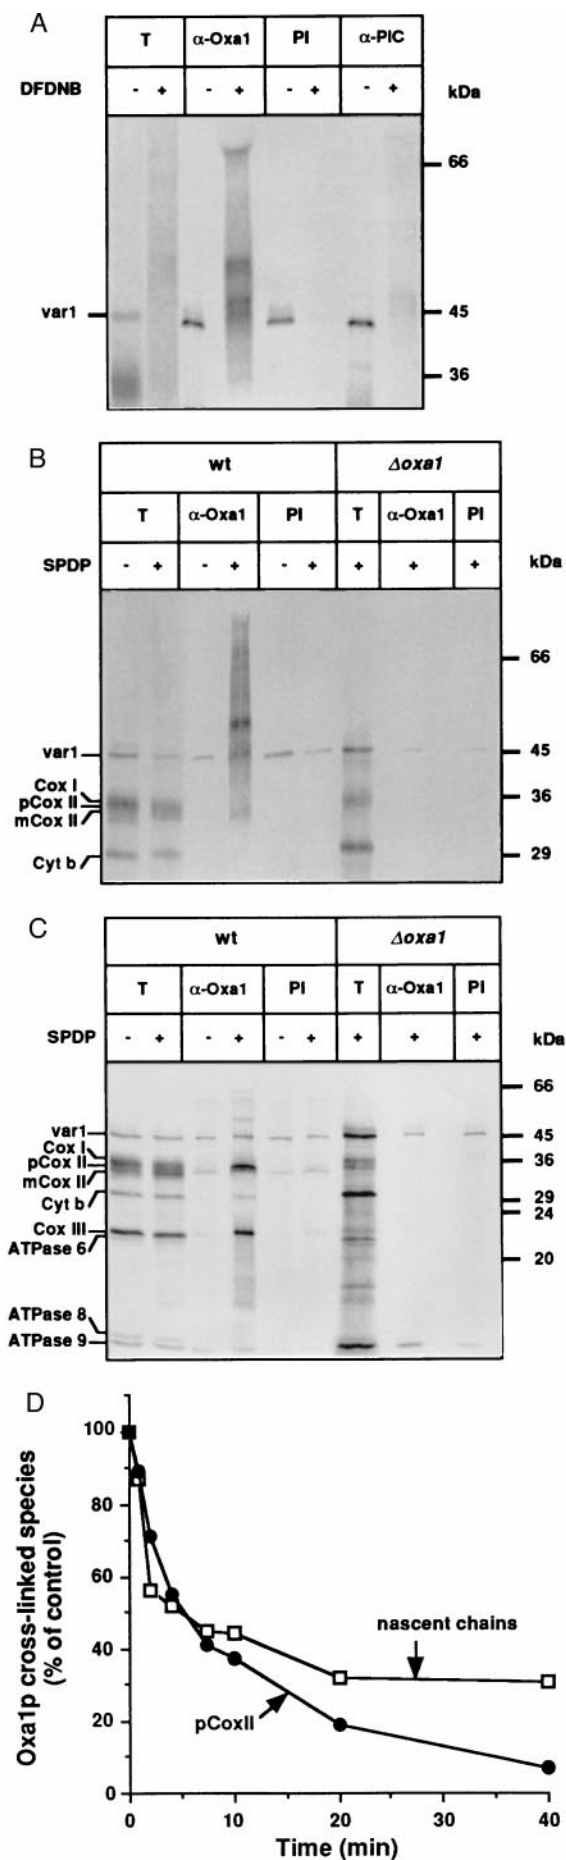 A
T α-Oxa1 PI α-PIC
DFDNB - + - + - + - + kDa
66
var1 45
36
B
wt Δoxa1
T α-Oxa1 PI T α-Oxa1 PI
SPDP - + - + - + + + + kDa
66
var1 45
Cox I
pCox II 36
mCox II
Cyt b 29
C
wt Δoxa1
T α-Oxa1 PI T α-Oxa1 PI
SPDP - + - + - + + + + kDa
66
var1 45
Cox I
pCox II 36
mCox II
Cyt b 29
24
Cox III
ATPase 6
20
ATPase 8
ATPase 9
D
Oxa1p cross-linked species
(% of control)
100
80
60
40
20
0
nascent chains
pCoxII
0 10 20 30 40
Time (min)